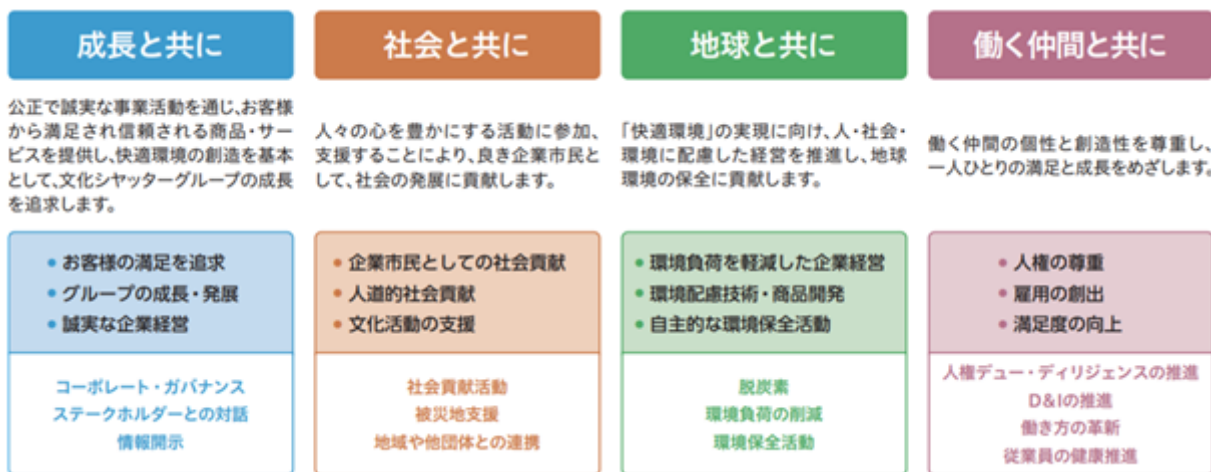 成長と共に
公正で誠実な事業活動を通じ、お客様
から満足され信頼される商品・サー
ビスを提供し、快適環境の創造を基本
として、文化シヤッターグループの成長
を追求します。
• お客様の満足を追求
• グループの成長・発展
• 誠実な企業経営
コーポレート・ガバナンス
ステークホルダーとの対話
情報開示
社会と共に
人々の心を豊かにする活動に参加、
支援することにより、良き企業市民と
して、社会の発展に貢献します。
• 企業市民としての社会貢献
• 人道的社会貢献
• 文化活動の支援
社会貢献活動
被災地支援
地域や他団体との連携
地球と共に
「快適環境」の実現に向け、人・社会・
環境に配慮した経営を推進し、地球
環境の保全に貢献します。
• 環境負荷を軽減した企業経営
• 環境配慮技術・商品開発
• 自主的な環境保全活動
脱炭素
環境負荷の削減
環境保全活動
働く仲間と共に
働く仲間の個性と創造性を尊重し、
一人ひとりの満足と成長をめざします。
• 人権の尊重
• 雇用の創出
• 満足度の向上
人権デュー・ディリジェンスの推進
D&Iの推進
働き方の革新
従業員の健康推進